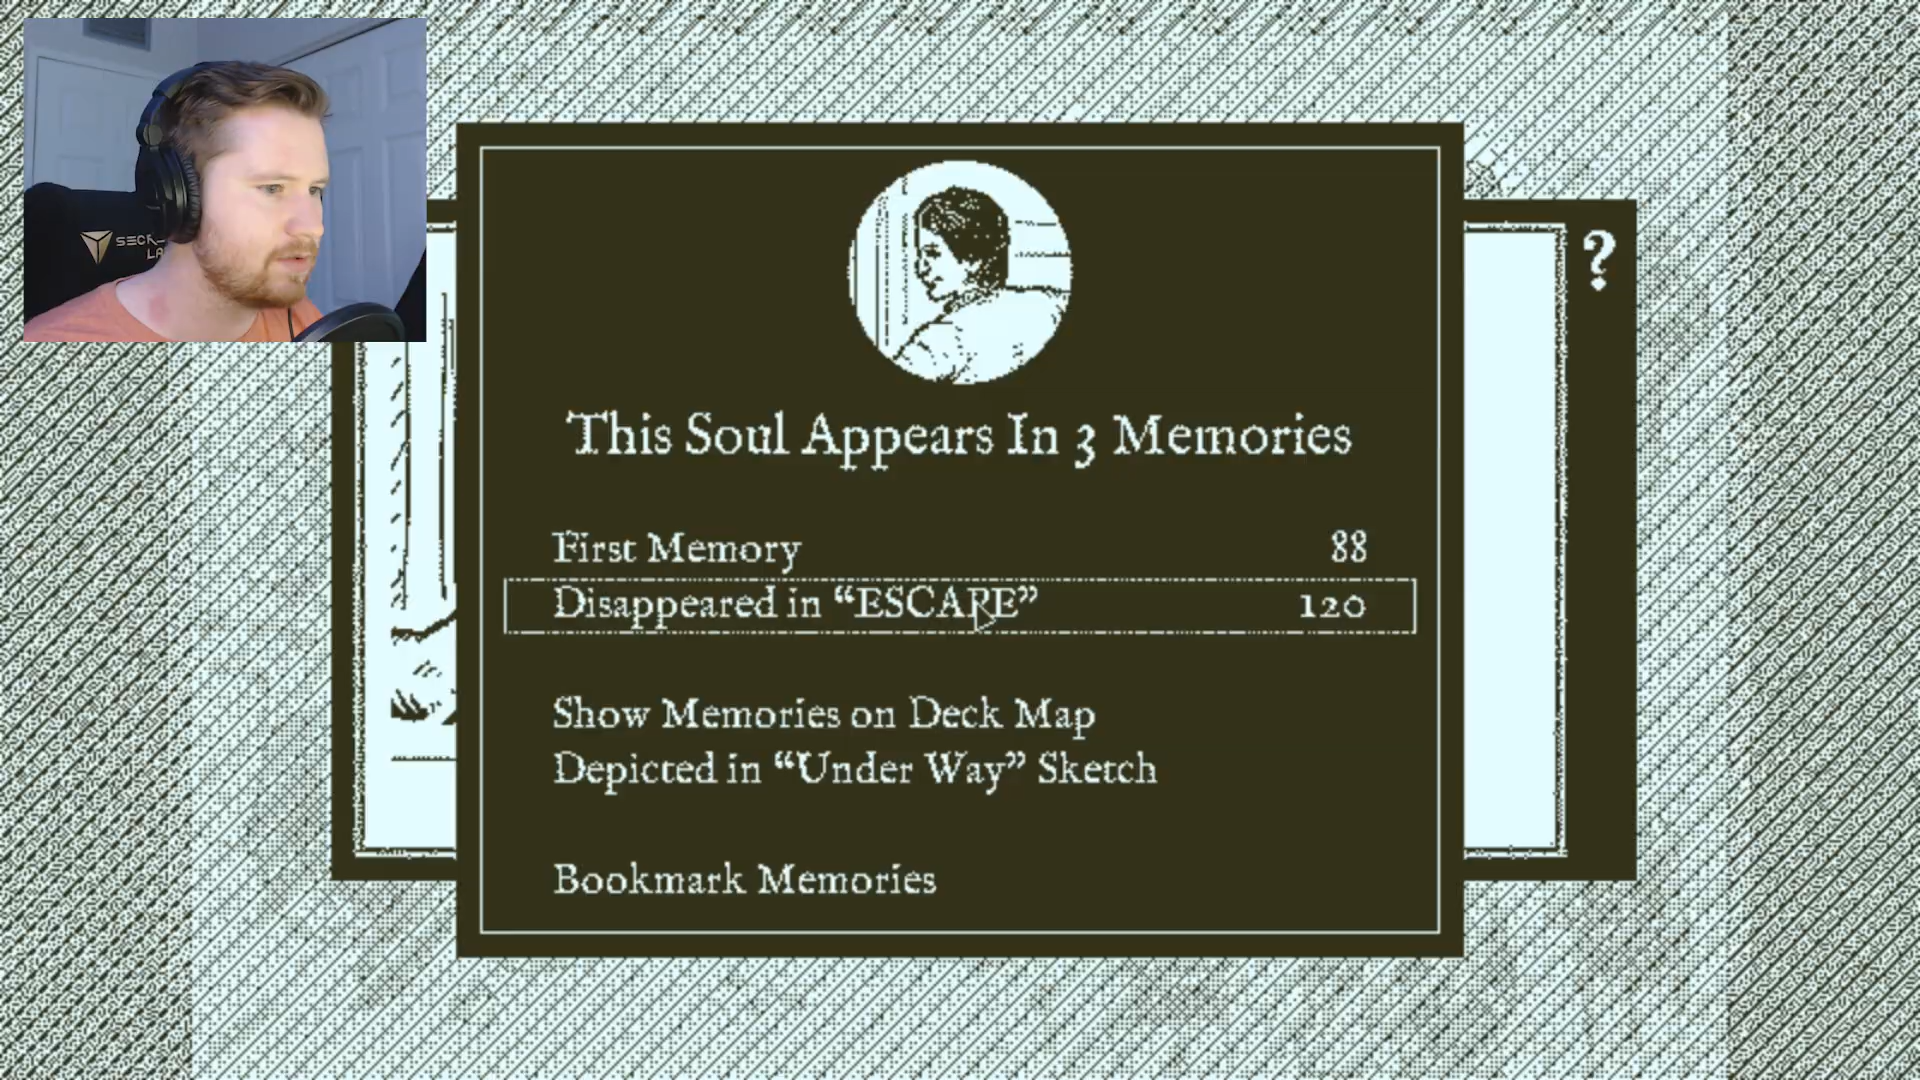 ?
This Soul Appears In 3 Memories
First Memory 88
Disappeared in “ESCAPE” 120
Show Memories on Deck Map
Depicted in “Under Way” Sketch
Bookmark Memories